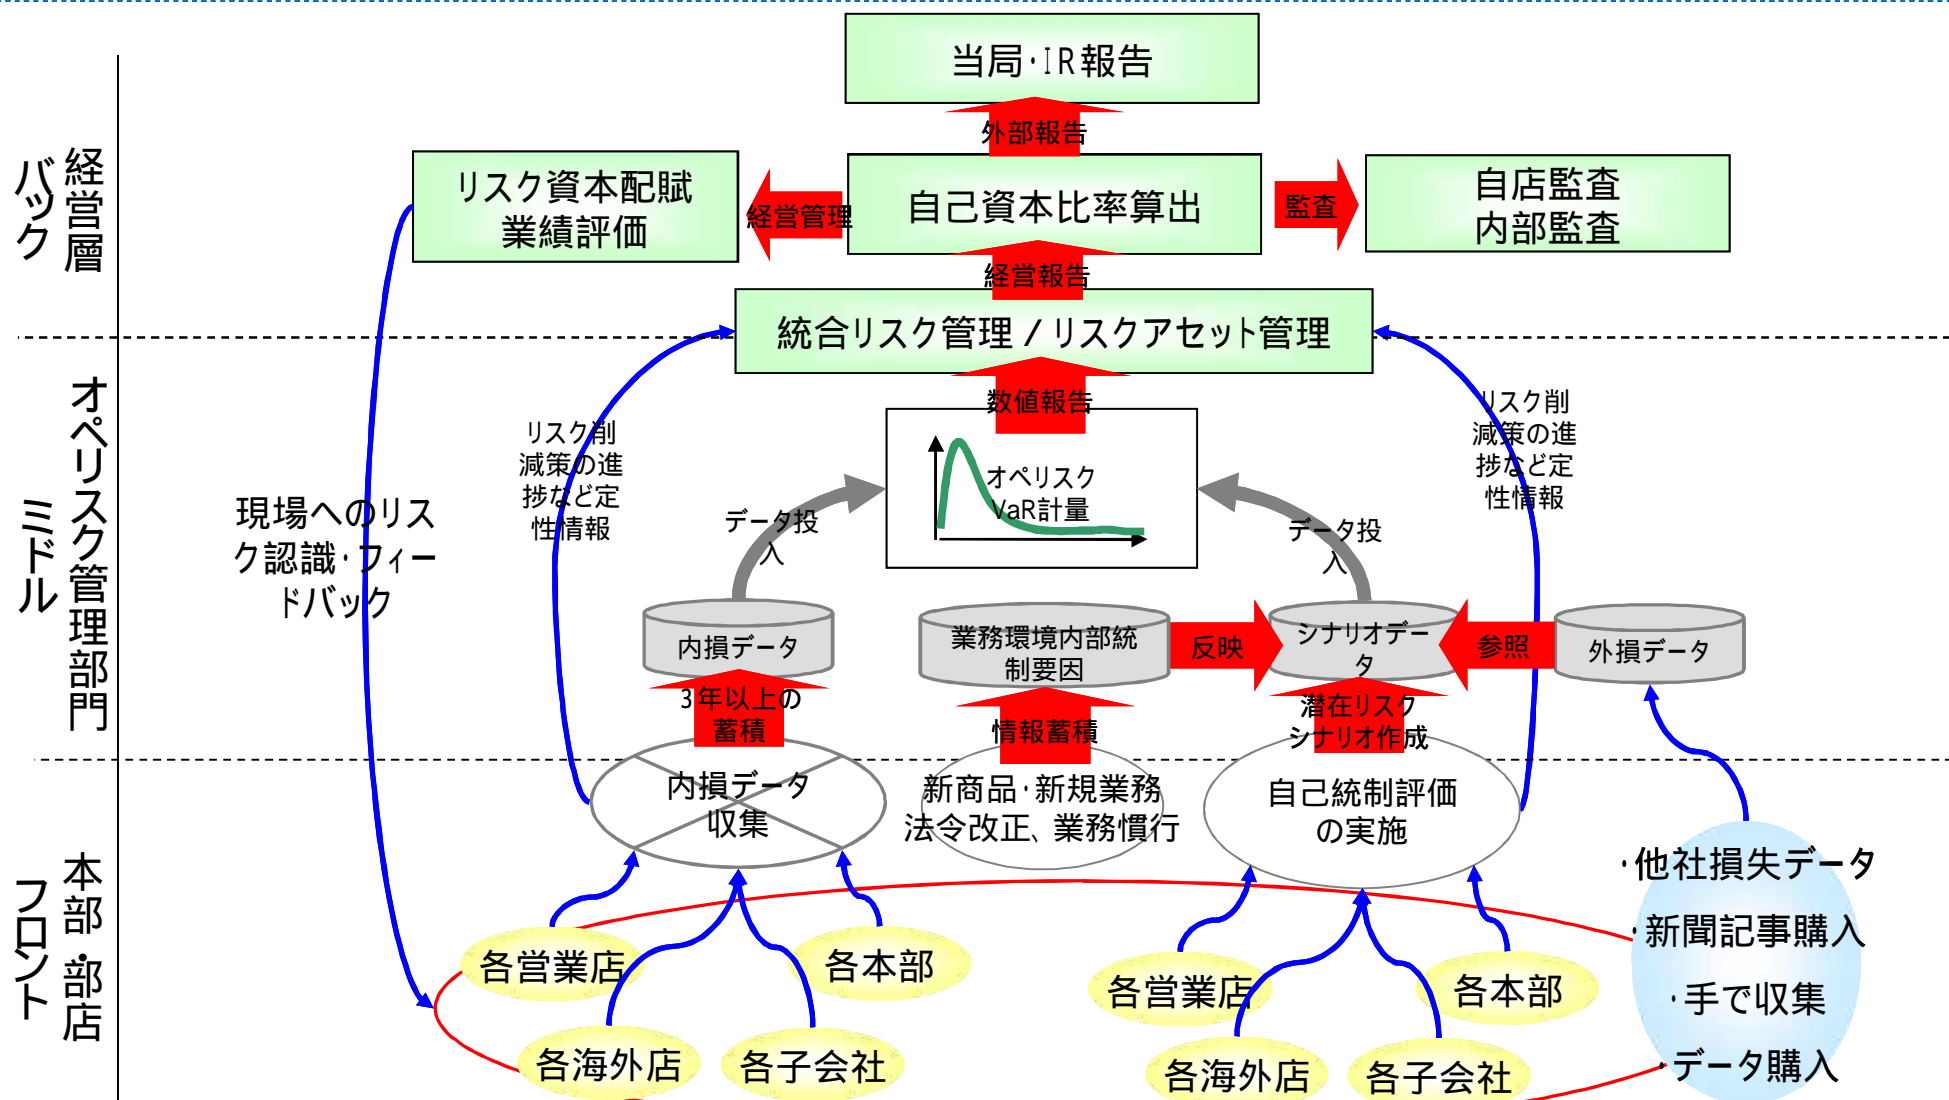 当局・IR報告
外部報告
経営層
バック
リスク資本配賦
業績評価
経営管理
自己資本比率算出
監査
自店監査
内部監査
経営報告
統合リスク管理 / リスクアセット管理
数値報告
オペリスク管理部門
ミドル
現場へのリス
ク認識・フィー
ドバック
リスク削
減策の進
捗など定
性情報
データ投
入
オペリスク
VaR計量
データ投
入
リスク削
減策の進
捗など定
性情報
内損データ
業務環境内部統
制要因
反映
シナリオデー
タ
参照
外損データ
3年以上の
蓄積
情報蓄積
潜在リスク
シナリオ作成
本部・部店
フロント
内損データ
収集
新商品・新規業務
法令改正、業務慣行
自己統制評価
の実施
各営業店
各本部
各海外店
各子会社
各営業店
各本部
各海外店
各子会社
・他社損失データ
・新聞記事購入
・手で収集
・データ購入